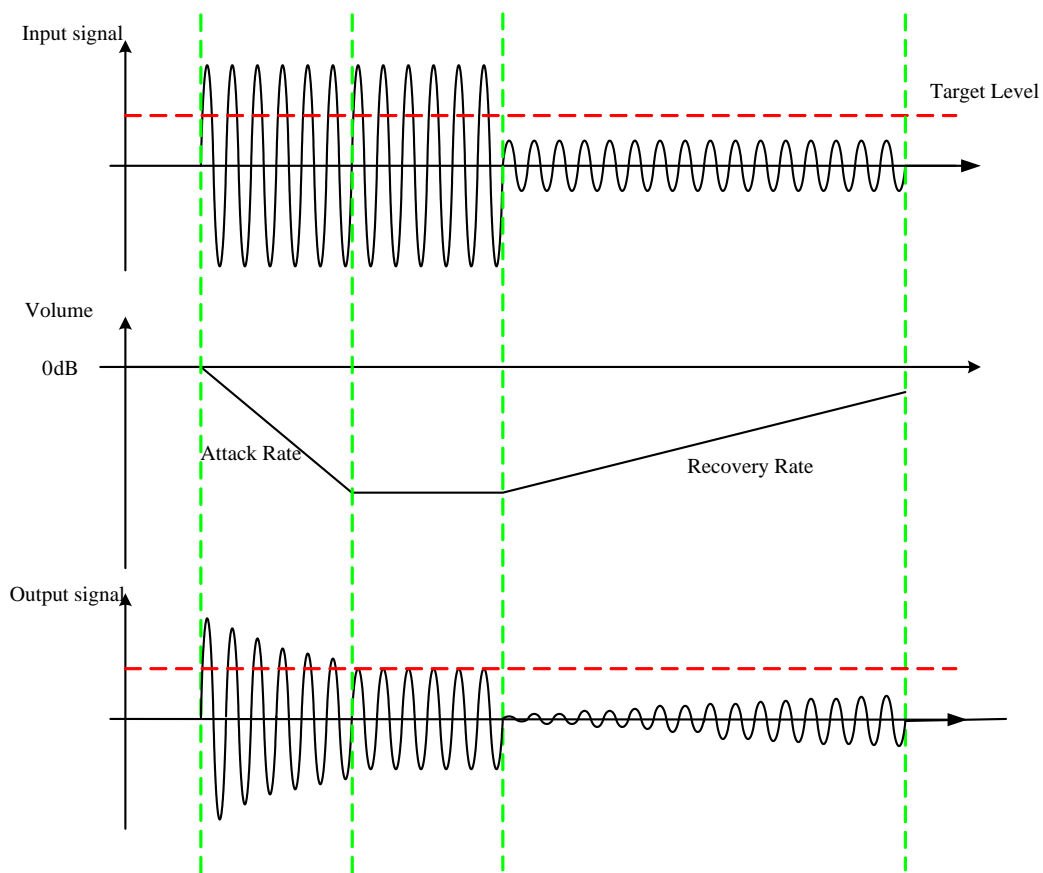 Input signal
Target Level
Volume
0dB
Attack Rate
Recovery Rate
Output signal